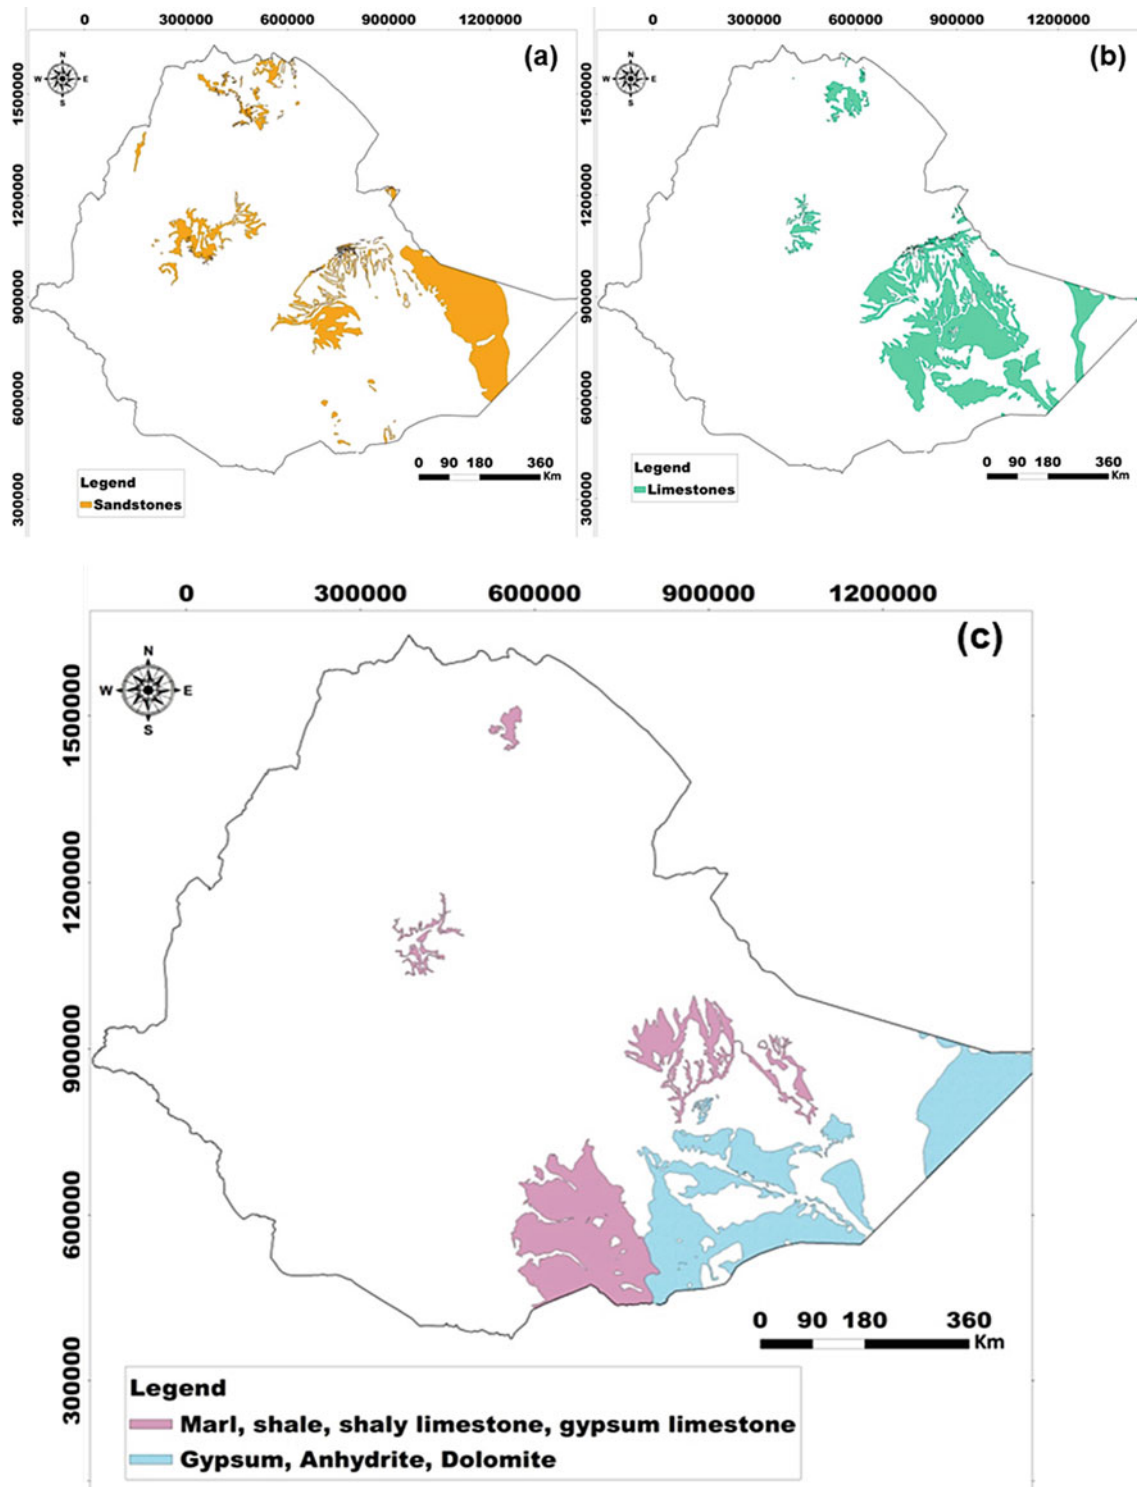 0 300000 600000 900000 1200000
(a)
N
W E
S
1500000
1200000
900000
600000
300000
Legend
Sandstones
0 90 180 360
Km
0 300000 600000 900000 1200000
(b)
N
W E
S
1500000
1200000
900000
600000
300000
Legend
Limestones
0 90 180 360
Km
0 300000 600000 900000 1200000
(c)
N
W E
S
1500000
1200000
900000
600000
300000
0 90 180 360
Km
Legend
Marl, shale, shaly limestone, gypsum limestone
Gypsum, Anhydrite, Dolomite